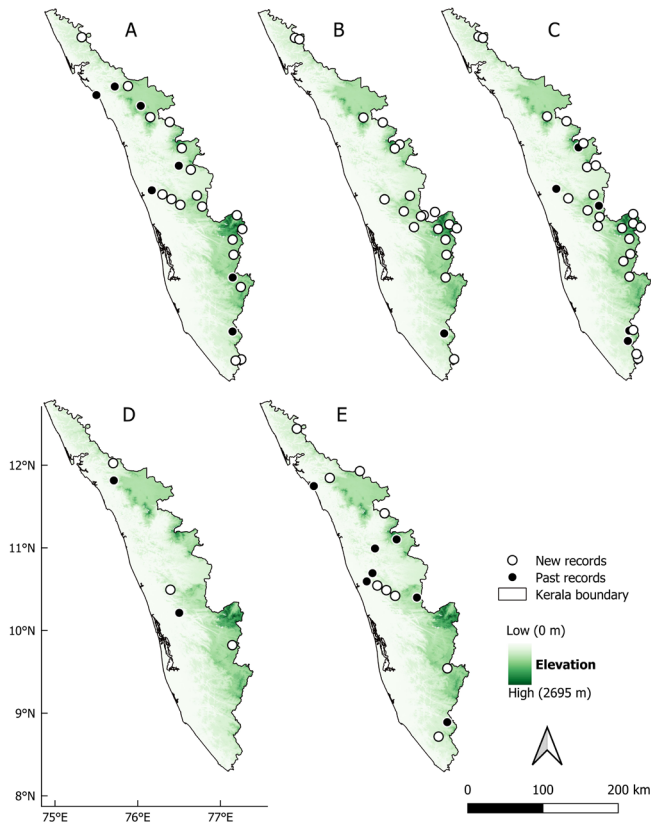 A
B
C
D
E
12°N
11°N
10°N
9°N
8°N
75°E 76°E 77°E
New records
Past records
Kerala boundary
Low (0 m)
Elevation
High (2695 m)
0 100 200 km